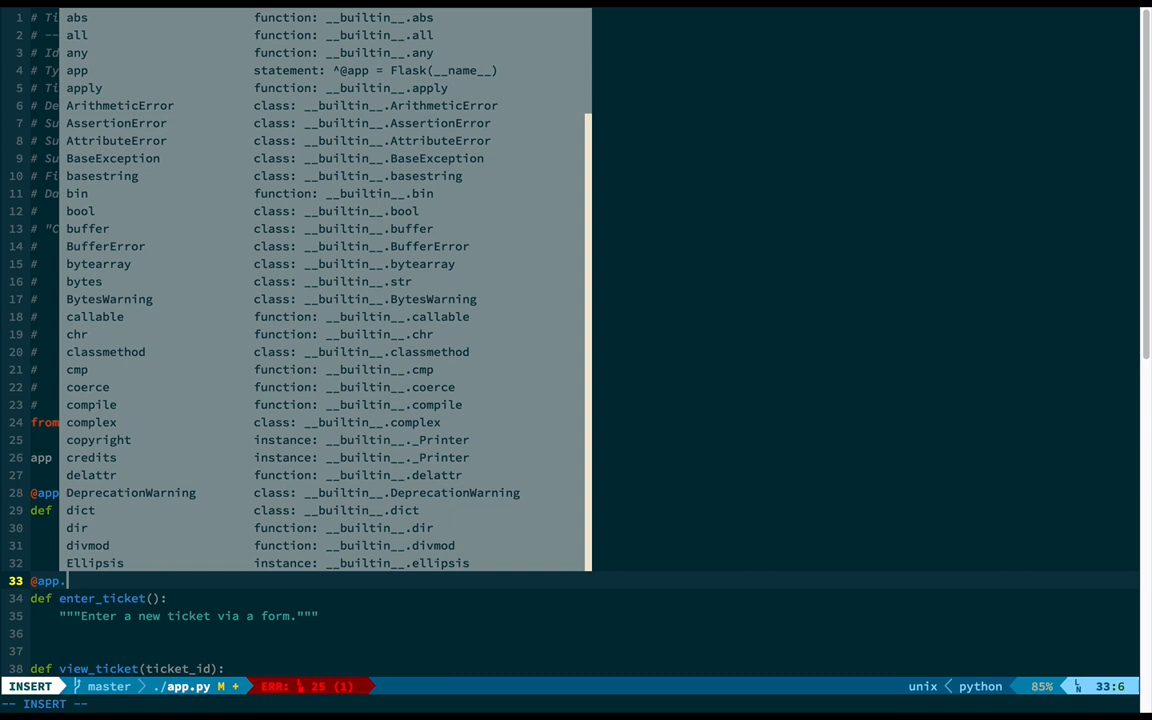 1 # Ti abs function: __builtin__.abs
2 # -- all function: __builtin__.all
3 # Id any function: __builtin__.any
4 # Ty app statement: ^@app = Flask(__name__)
5 # Ti apply function: __builtin__.apply
6 # De ArithmeticError class: __builtin__.ArithmeticError
7 # Su AssertionError class: __builtin__.AssertionError
8 # Su AttributeError class: __builtin__.AttributeError
9 # Su BaseException class: __builtin__.BaseException
10 # Fi basestring class: __builtin__.basestring
11 # Da bin function: __builtin__.bin
12 # bool class: __builtin__.bool
13 # "C buffer class: __builtin__.buffer
14 # BufferError class: __builtin__.BufferError
15 # bytearray class: __builtin__.bytearray
16 # bytes class: __builtin__.str
17 # BytesWarning class: __builtin__.BytesWarning
18 # callable function: __builtin__.callable
19 # chr function: __builtin__.chr
20 # classmethod class: __builtin__.classmethod
21 # cmp function: __builtin__.cmp
22 # coerce function: __builtin__.coerce
23 # compile function: __builtin__.compile
24 from complex class: __builtin__.complex
25 copyright instance: __builtin__._Printer
26 app credits instance: __builtin__._Printer
27 delattr function: __builtin__.delattr
28 @app DeprecationWarning class: __builtin__.DeprecationWarning
29 def dict class: __builtin__.dict
30 dir function: __builtin__.dir
31 divmod function: __builtin__.divmod
32 Ellipsis instance: __builtin__.ellipsis
33 @app.
34 def enter_ticket():
35 """Enter a new ticket via a form."""
36
37
38 def view_ticket(ticket_id):
INSERT master ./app.py M + ERR: 25 (1) unix python 85% LN 33:6
-- INSERT --